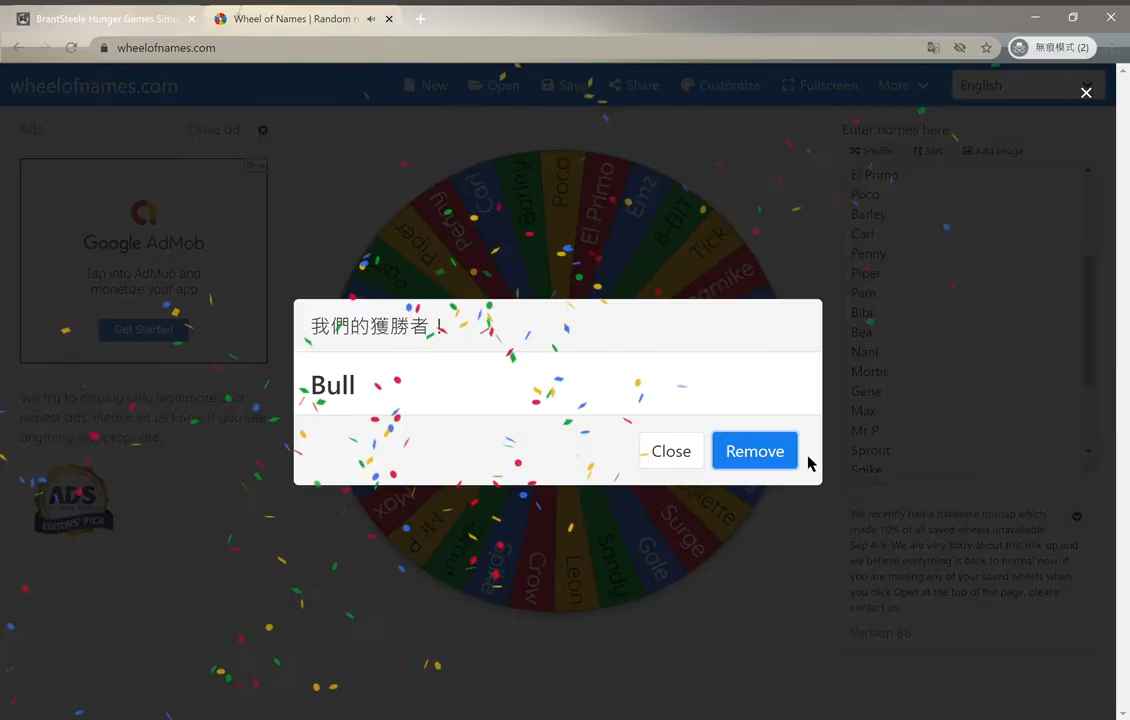 BrantSteele Hunger Games Simu
Wheel of Names | Random n
wheelofnames.com
無痕模式 (2)
wheelofnames.com
New
Open
Save
Share
Customize
Fullscreen
More
English
Ads
Close ad
Google AdMob
Tap into AdMob and
monetize your app
Get Started
We try to display only legitimate and
honest ads. Please let us know if you see
anything inappropriate.
ADS
EDITORS' PICK
Piper
Penny
Carl
Barley
Poco
El Primo
Emz
8-BIT
Tick
Max
Mr. P
Spike
Crow
Leon
Sandy
Gale
Surge
我們的獲勝者！
Bull
Close
Remove
Enter names here
Shuffle
Sort
Add image
El Primo
Poco
Barley
Carl
Penny
Piper
Pam
Bibi
Bea
Nani
Mortis
Gene
Max
Mr P
Sprout
Spike
We recently had a database mishap which
made 10% of all saved wheels unavailable
Sep 4-9. We are very sorry about this mix-up and
we believe everything is back to normal now. If
you are missing any of your saved wheels when
you click Open at the top of the page, please
contact us.
Version 86